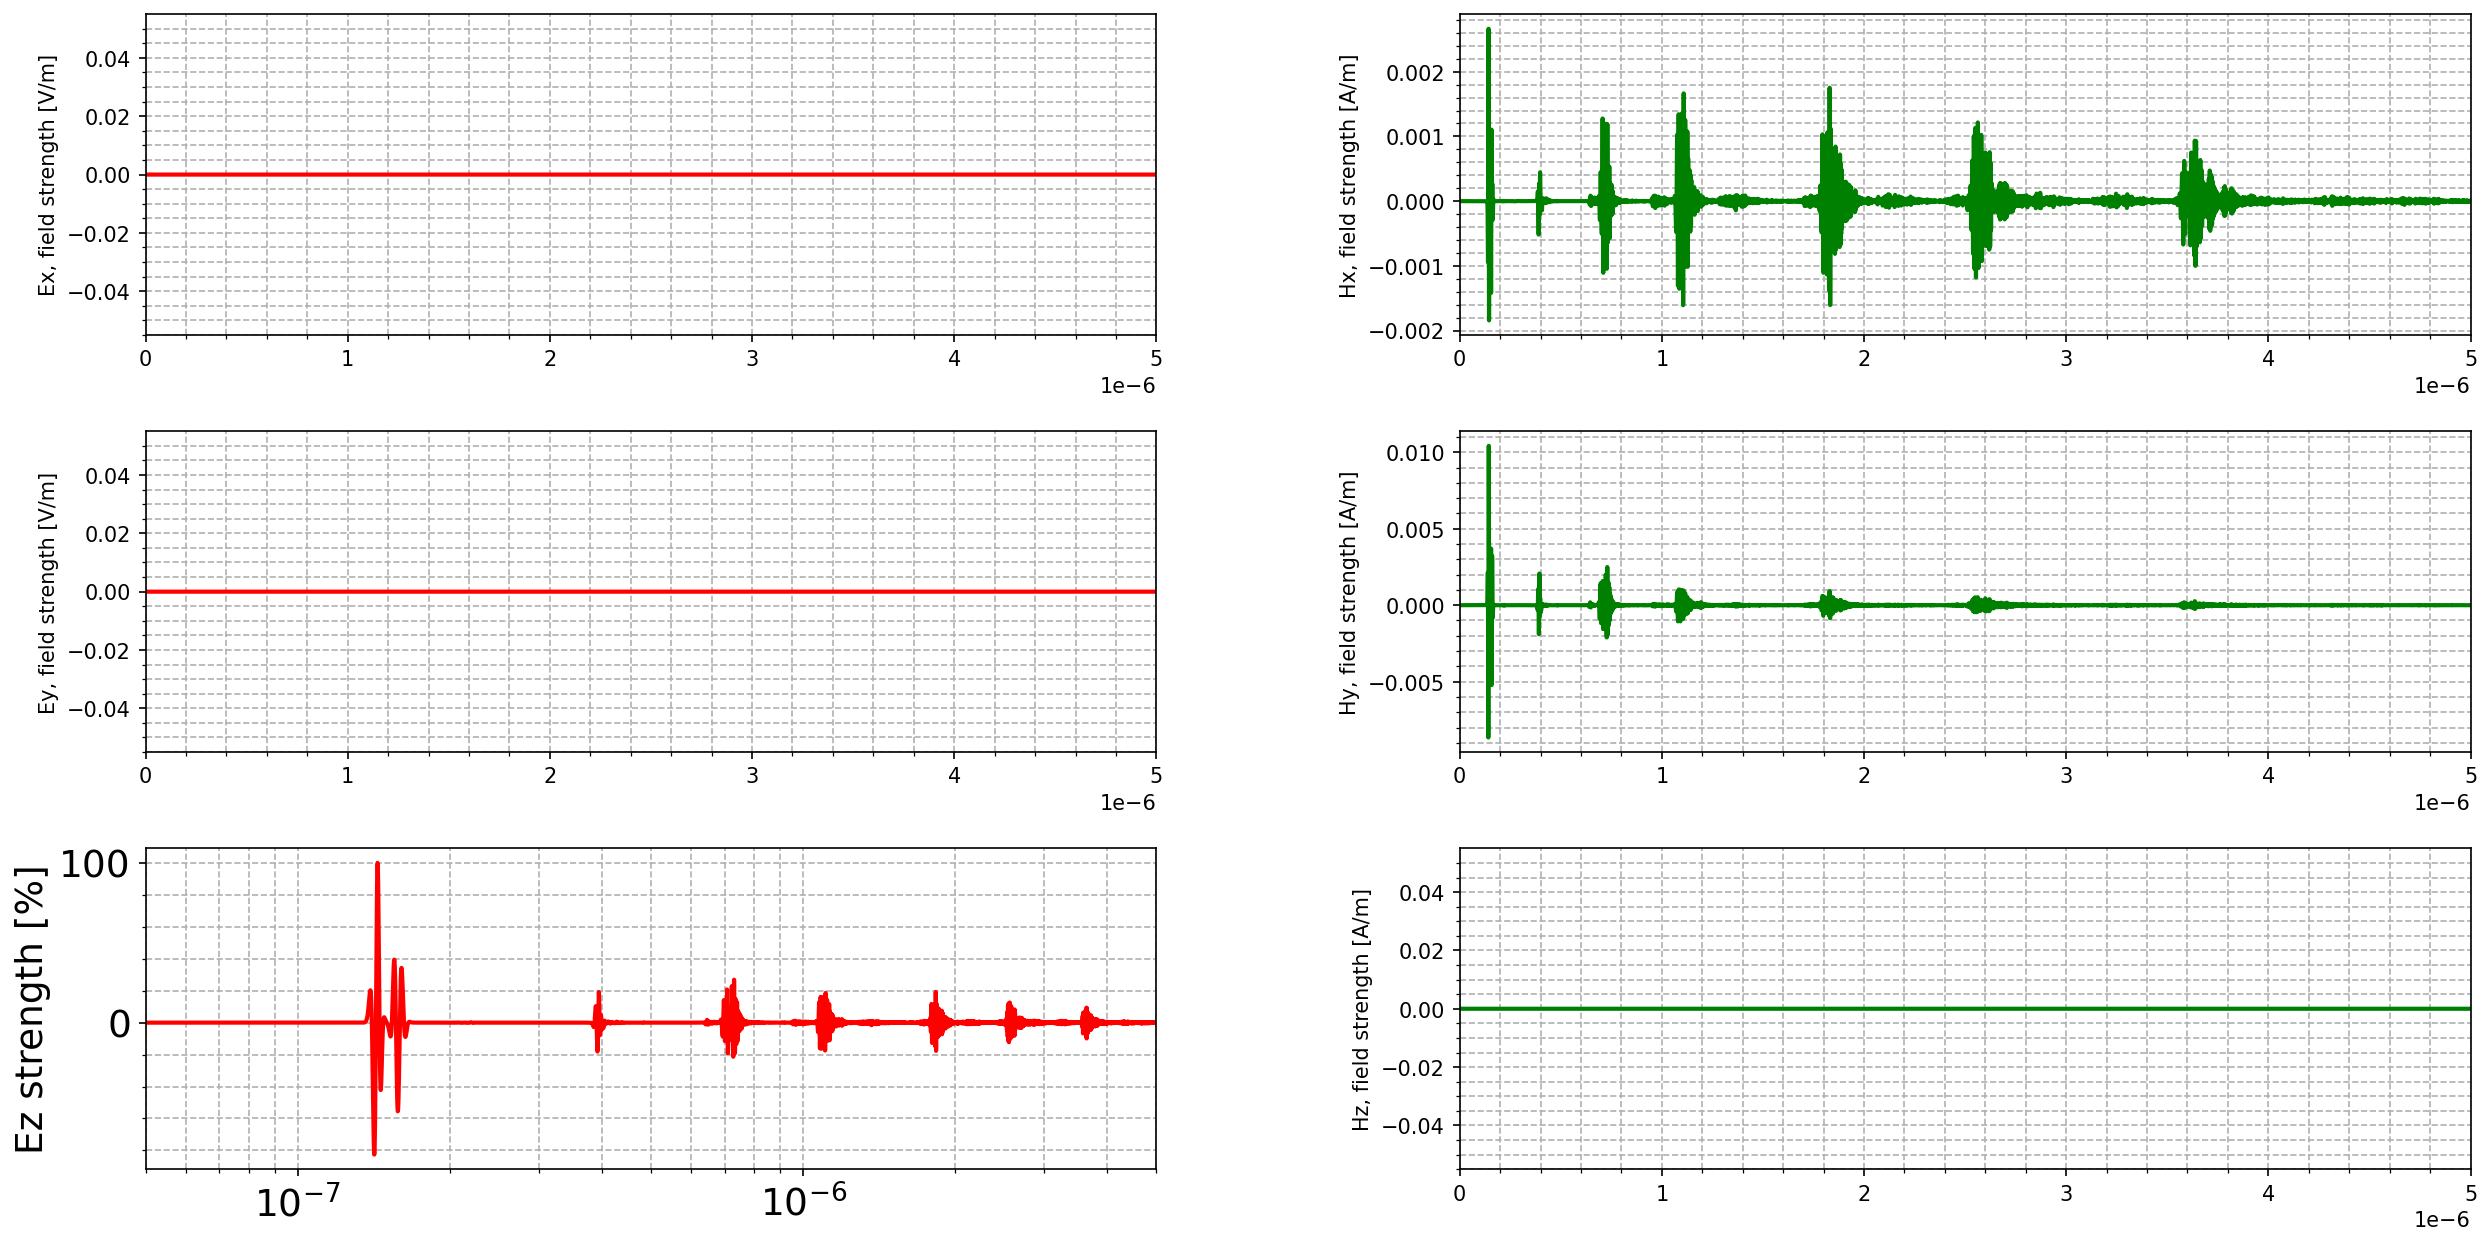 Ex, field strength [V/m]
0.04
0.02
0.00
−0.02
−0.04
0 1 2 3 4 5
1e−6
Hx, field strength [A/m]
0.002
0.001
0.000
−0.001
−0.002
0 1 2 3 4 5
1e−6
Ey, field strength [V/m]
0.04
0.02
0.00
−0.02
−0.04
0 1 2 3 4 5
1e−6
Hy, field strength [A/m]
0.010
0.005
0.000
−0.005
0 1 2 3 4 5
1e−6
Ez strength [%]
100
0
10⁻⁷ 10⁻⁶
Hz, field strength [A/m]
0.04
0.02
0.00
−0.02
−0.04
0 1 2 3 4 5
1e−6